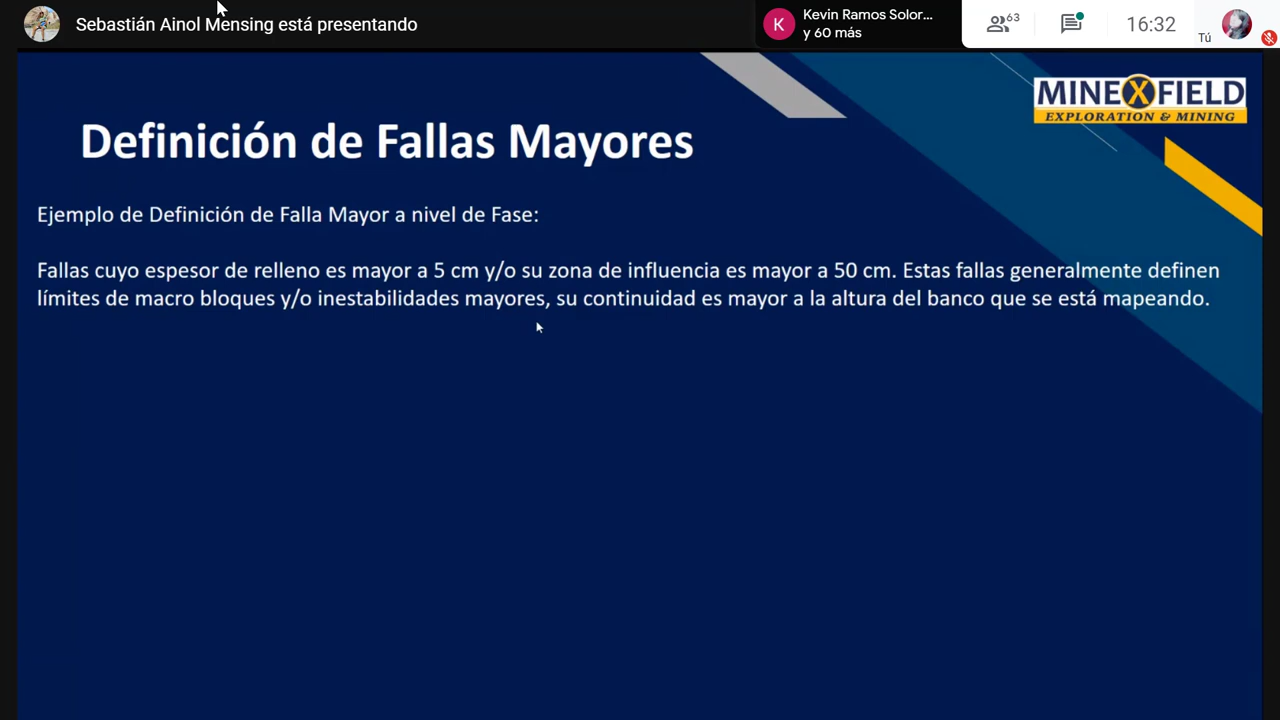 Sebastián Ainol Mensing está presentando
K
Kevin Ramos Solor...
y 60 más
63
16:32
Tú
MINEXFIELD
EXPLORATION & MINING
Definición de Fallas Mayores
Ejemplo de Definición de Falla Mayor a nivel de Fase:
Fallas cuyo espesor de relleno es mayor a 5 cm y/o su zona de influencia es mayor a 50 cm. Estas fallas generalmente definen
límites de macro bloques y/o inestabilidades mayores, su continuidad es mayor a la altura del banco que se está mapeando.